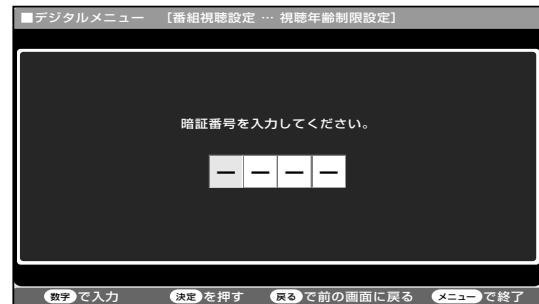 ■デジタルメニュー [番組視聴設定 … 視聴年齢制限設定]
暗証番号を入力してください。
－ － － －
数字で入力 決定を押す 戻るで前の画面に戻る メニューで終了